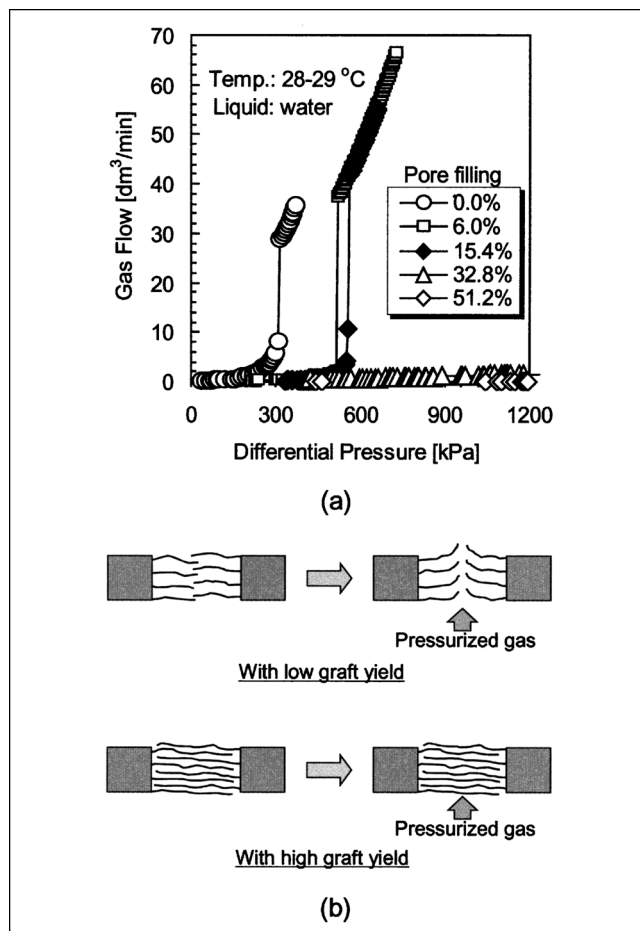 70
60
50
40
30
20
10
0
Gas Flow [dm³/min]
Temp.: 28-29 °C
Liquid: water
Pore filling
0.0%
6.0%
15.4%
32.8%
51.2%
0 300 600 900 1200
Differential Pressure [kPa]
(a)
Pressurized gas
With low graft yield
Pressurized gas
With high graft yield
(b)